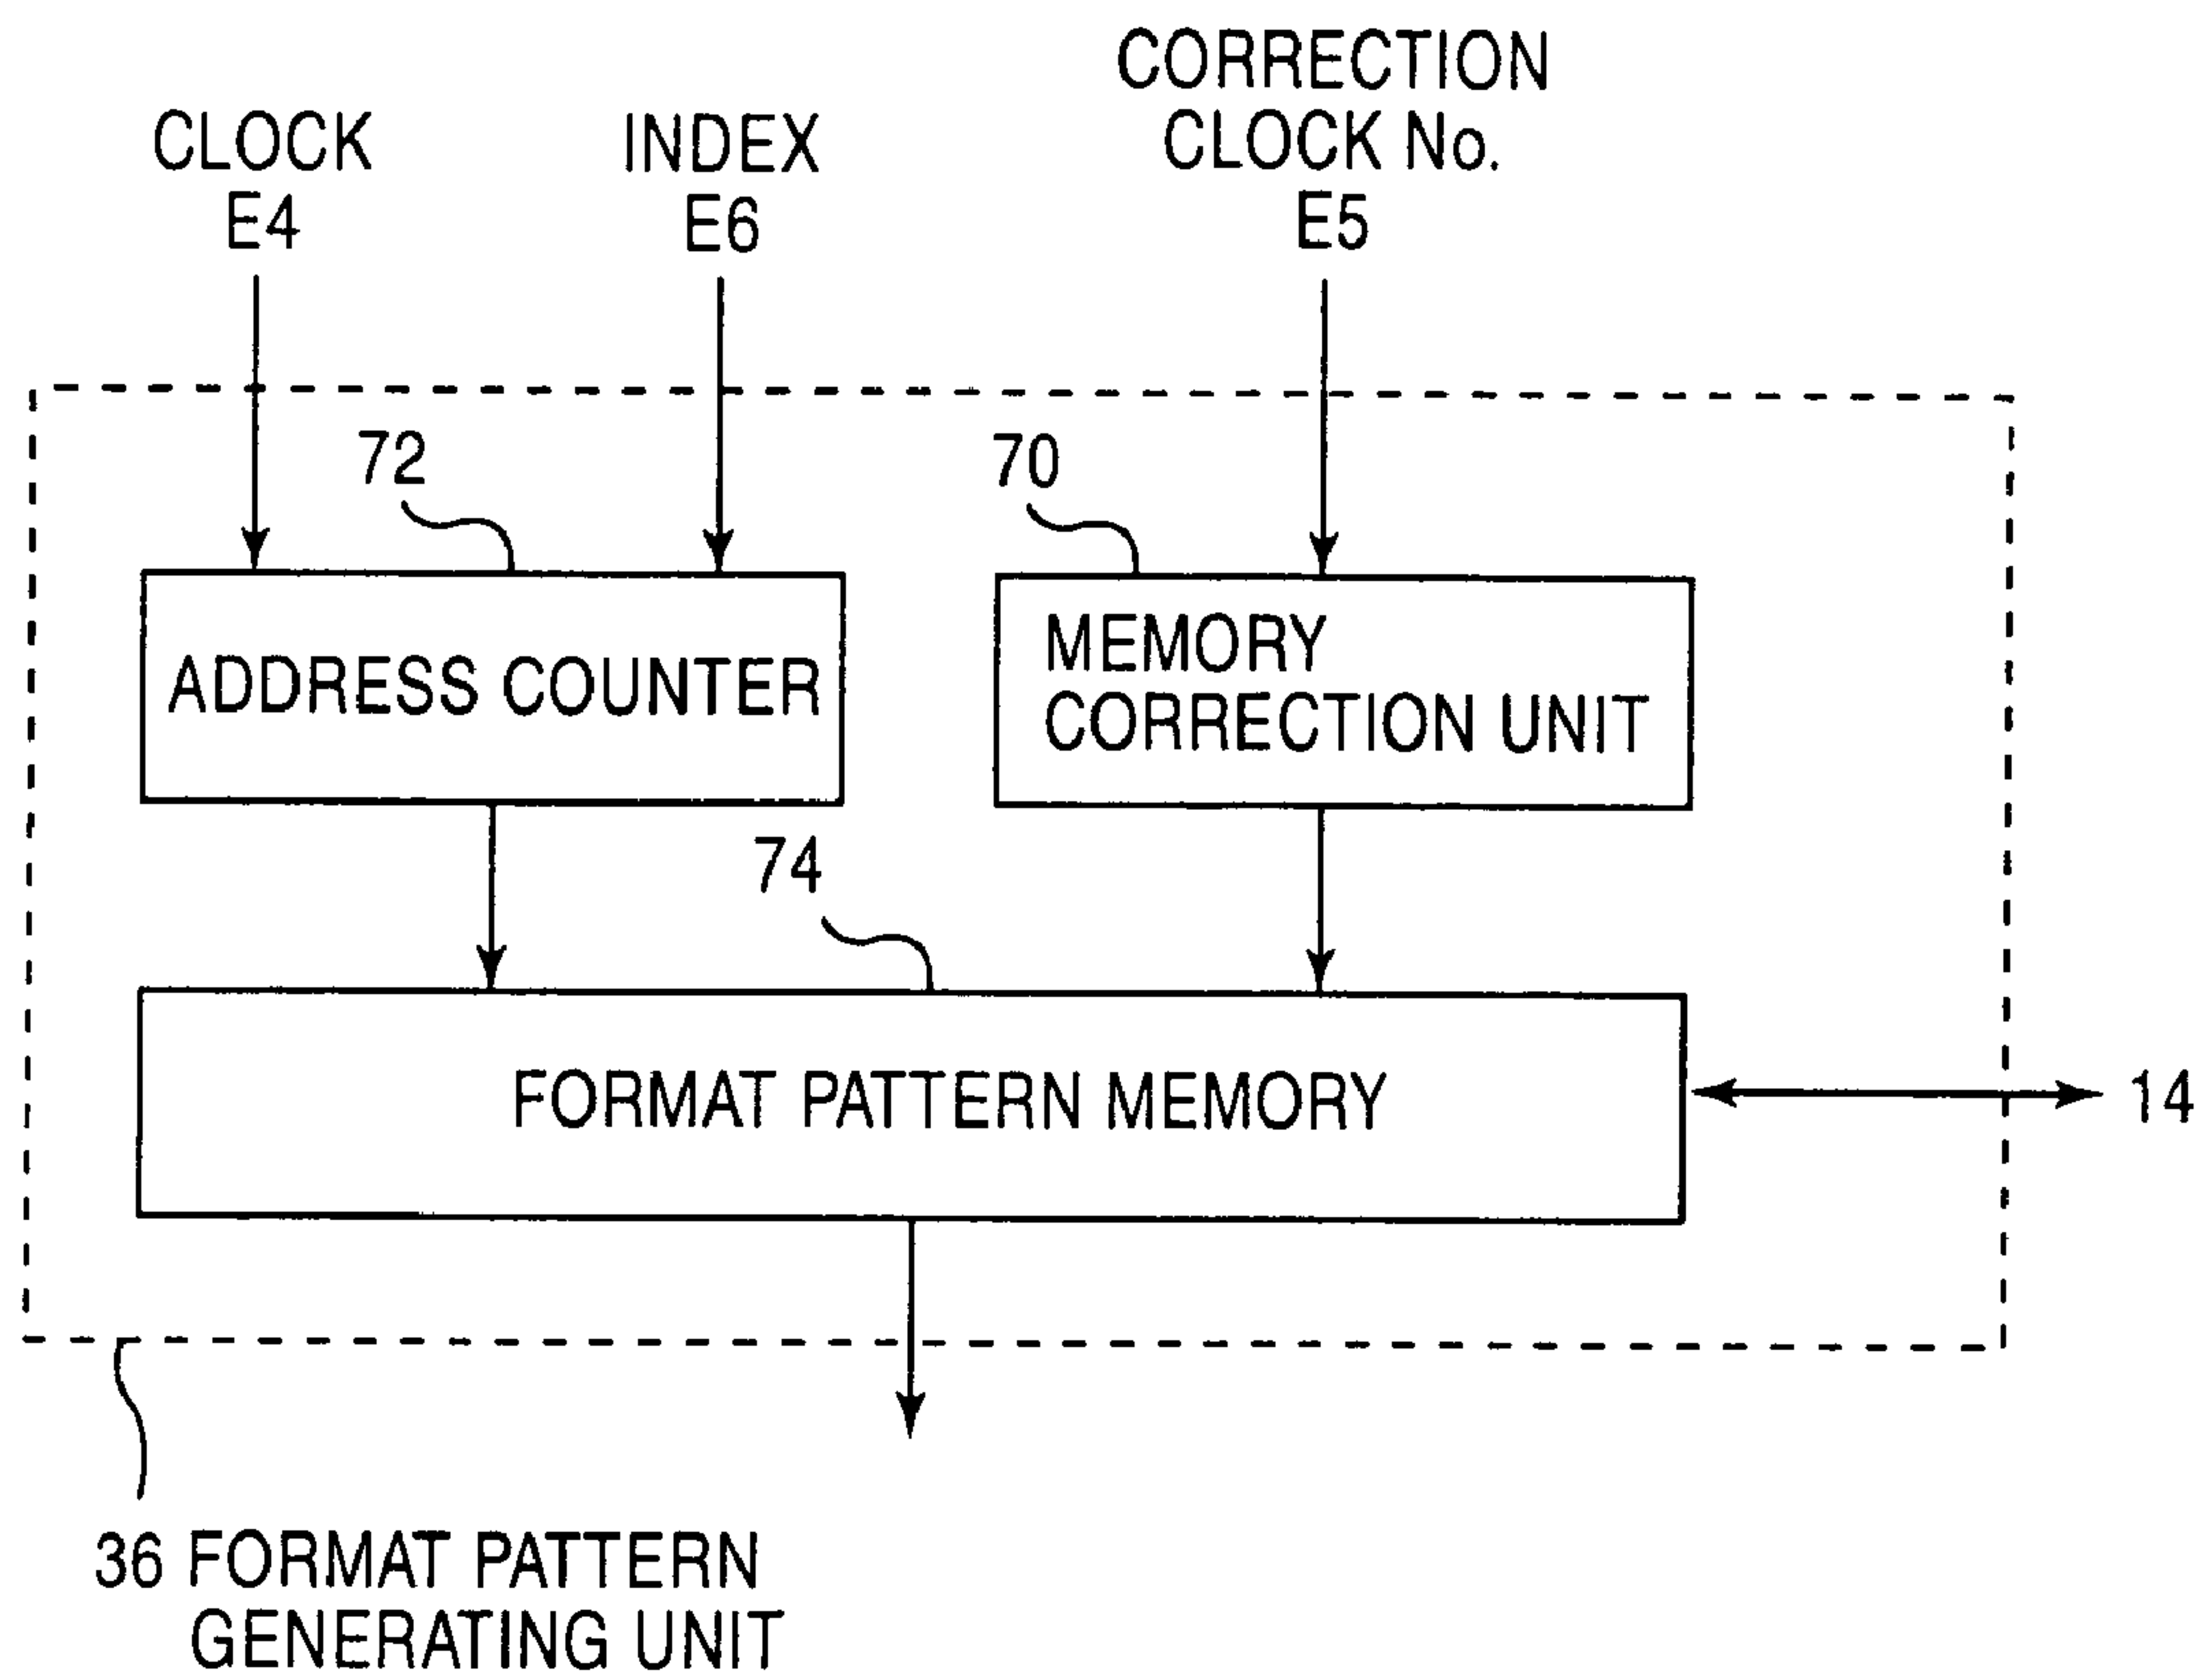 CORRECTION
CLOCK No.
E5
CLOCK
E4
INDEX
E6
72
70
ADDRESS COUNTER
MEMORY
CORRECTION UNIT
74
FORMAT PATTERN MEMORY
14
36 FORMAT PATTERN
GENERATING UNIT